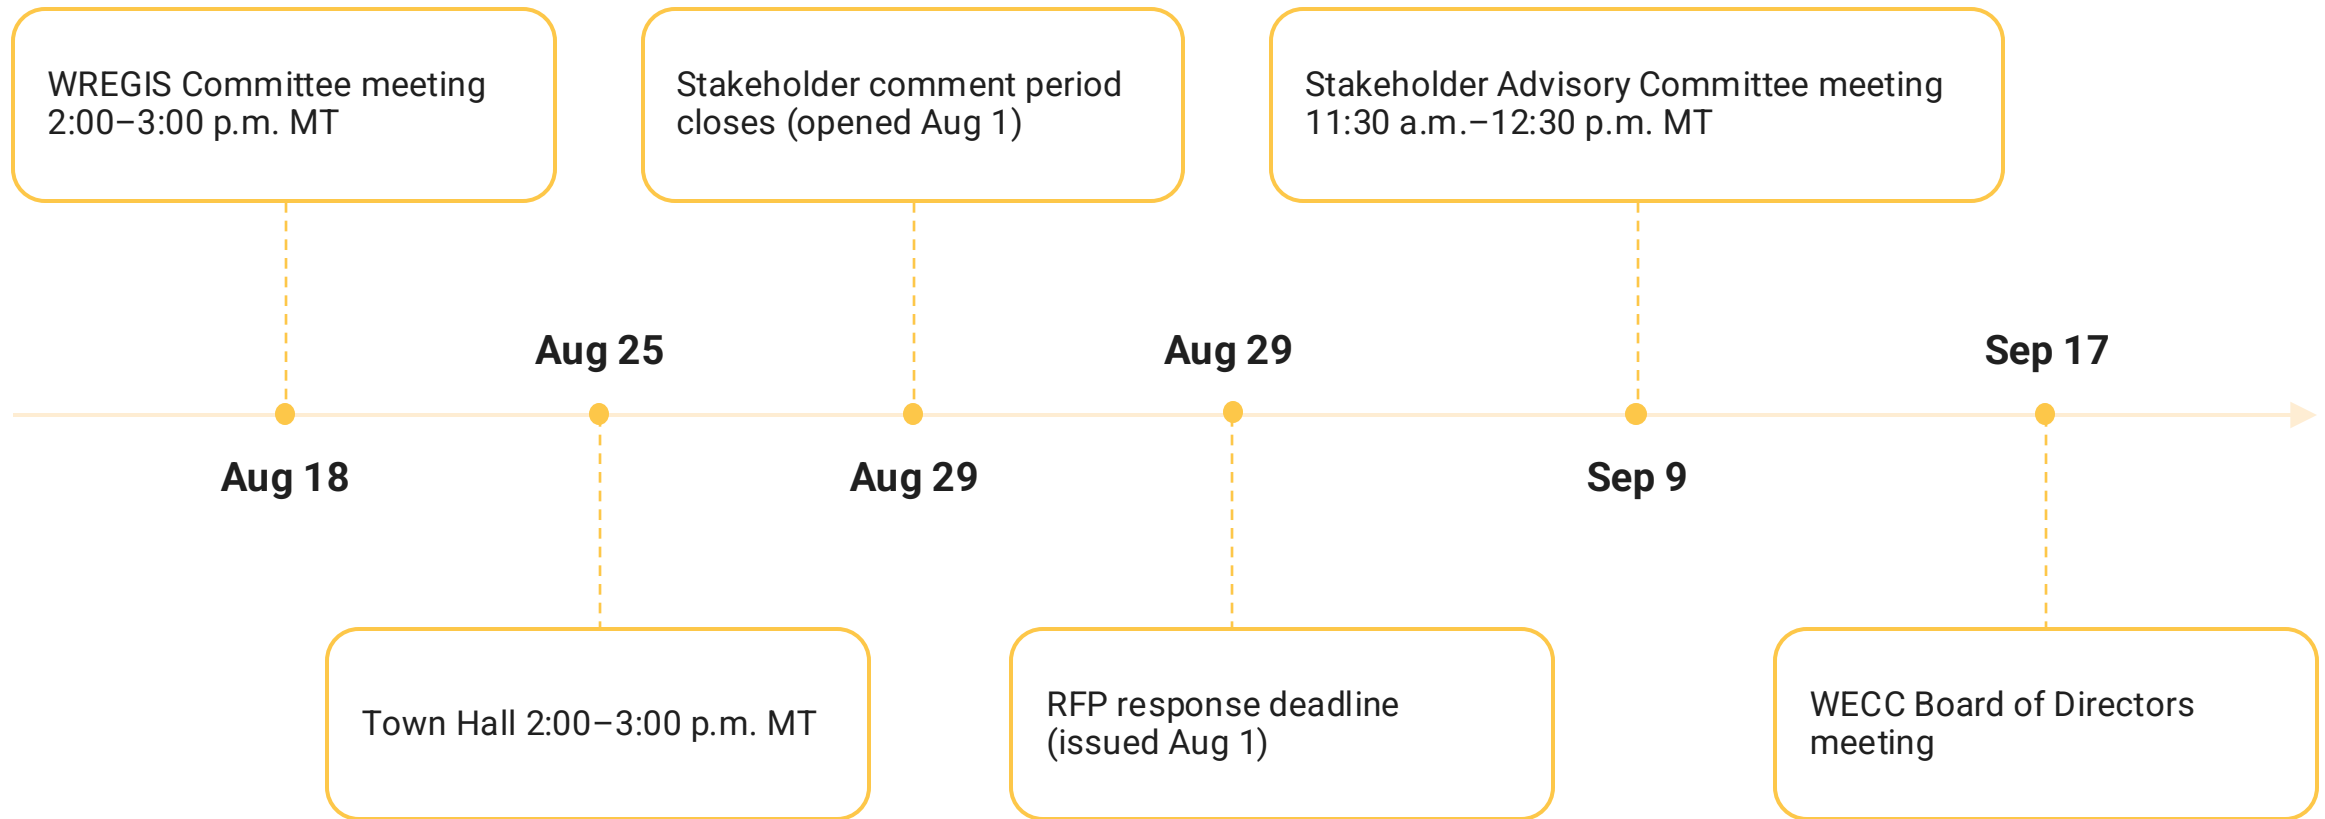 WREGIS Committee meeting
2:00–3:00 p.m. MT
Stakeholder comment period
closes (opened Aug 1)
Stakeholder Advisory Committee meeting
11:30 a.m.–12:30 p.m. MT
Aug 25
Aug 29
Sep 17
Aug 18
Aug 29
Sep 9
Town Hall 2:00–3:00 p.m. MT
RFP response deadline
(issued Aug 1)
WECC Board of Directors
meeting